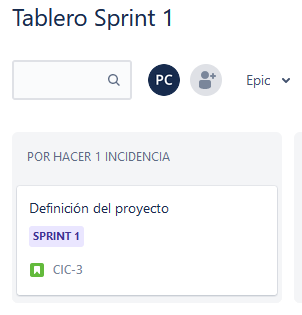 Tablero Sprint 1
PC
Epic
POR HACER 1 INCIDENCIA
Definición del proyecto
SPRINT 1
CIC-3